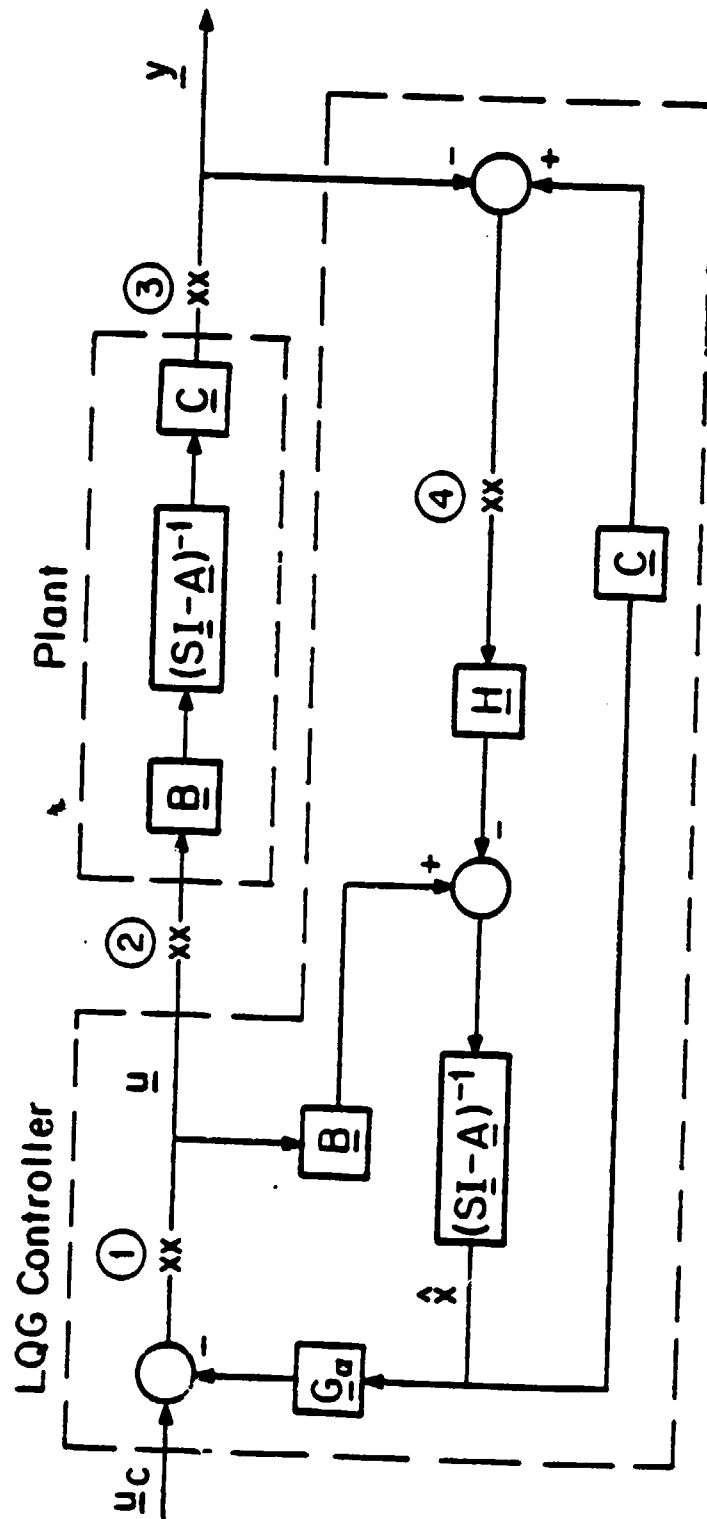 LQG Controller
Plant
u_C
①
xx
u
②
xx
B
(SI-A)⁻¹
C
③
xx
y
-
B
-
G_α
x̂
(SI-A)⁻¹
+
-
H
④
xx
+
C